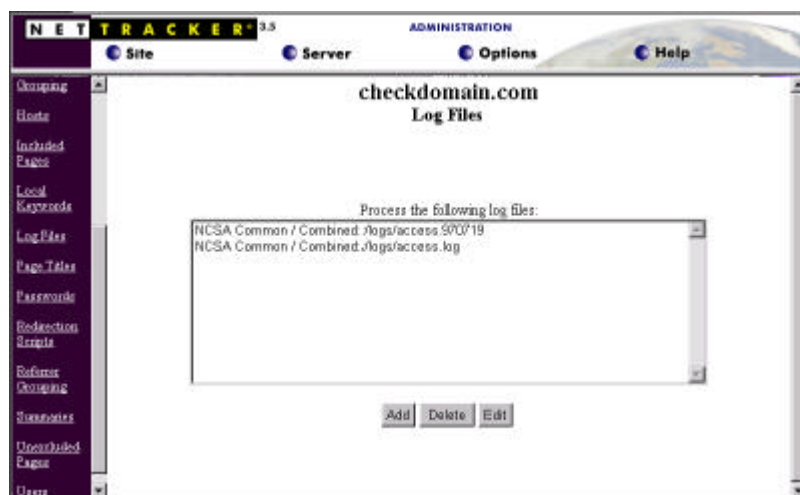 NET TRACKER® 3.5
ADMINISTRATION
Site
Server
Options
Help
Grouping
Hosts
Included
Pages
Local
Keywords
Log Files
Page Titles
Passwords
Redirection
Scripts
Referrer
Grouping
Summaries
Unexcluded
Pages
Users
checkdomain.com
Log Files
Process the following log files:
NCSA Common / Combined:/logs/access.970719
NCSA Common / Combined:/logs/access.log
Add
Delete
Edit